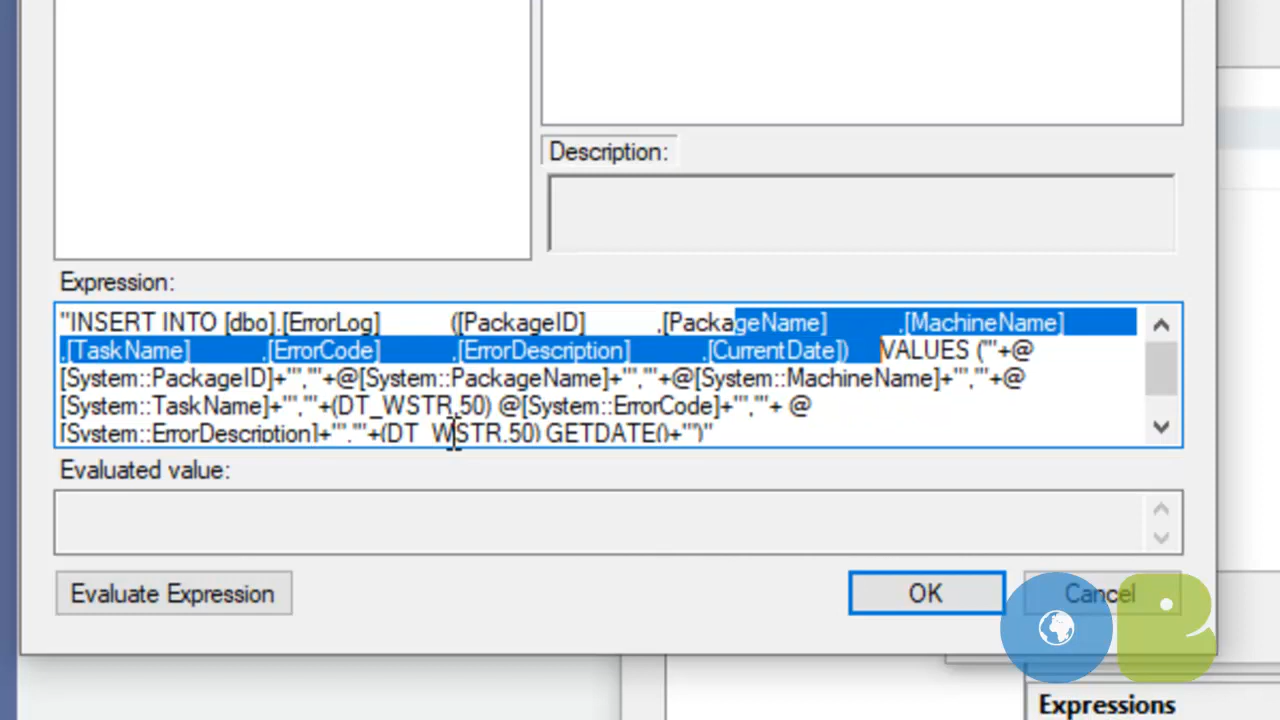 Description:
Expression:
"INSERT INTO [dbo].[ErrorLog] ([PackageID] ,[PackageName] ,[MachineName]
,[TaskName] ,[ErrorCode] ,[ErrorDescription] ,[CurrentDate]) VALUES ('"+@
[System::PackageID]+"','"+@[System::PackageName]+"','"+@[System::MachineName]+"','"+@
[System::TaskName]+"','"+(DT_WSTR,50) @[System::ErrorCode]+"','"+ @
[System::ErrorDescription]+"','"+(DT_WSTR,50) GETDATE()+"')"
Evaluated value:
Evaluate Expression
OK
Cancel
Expressions